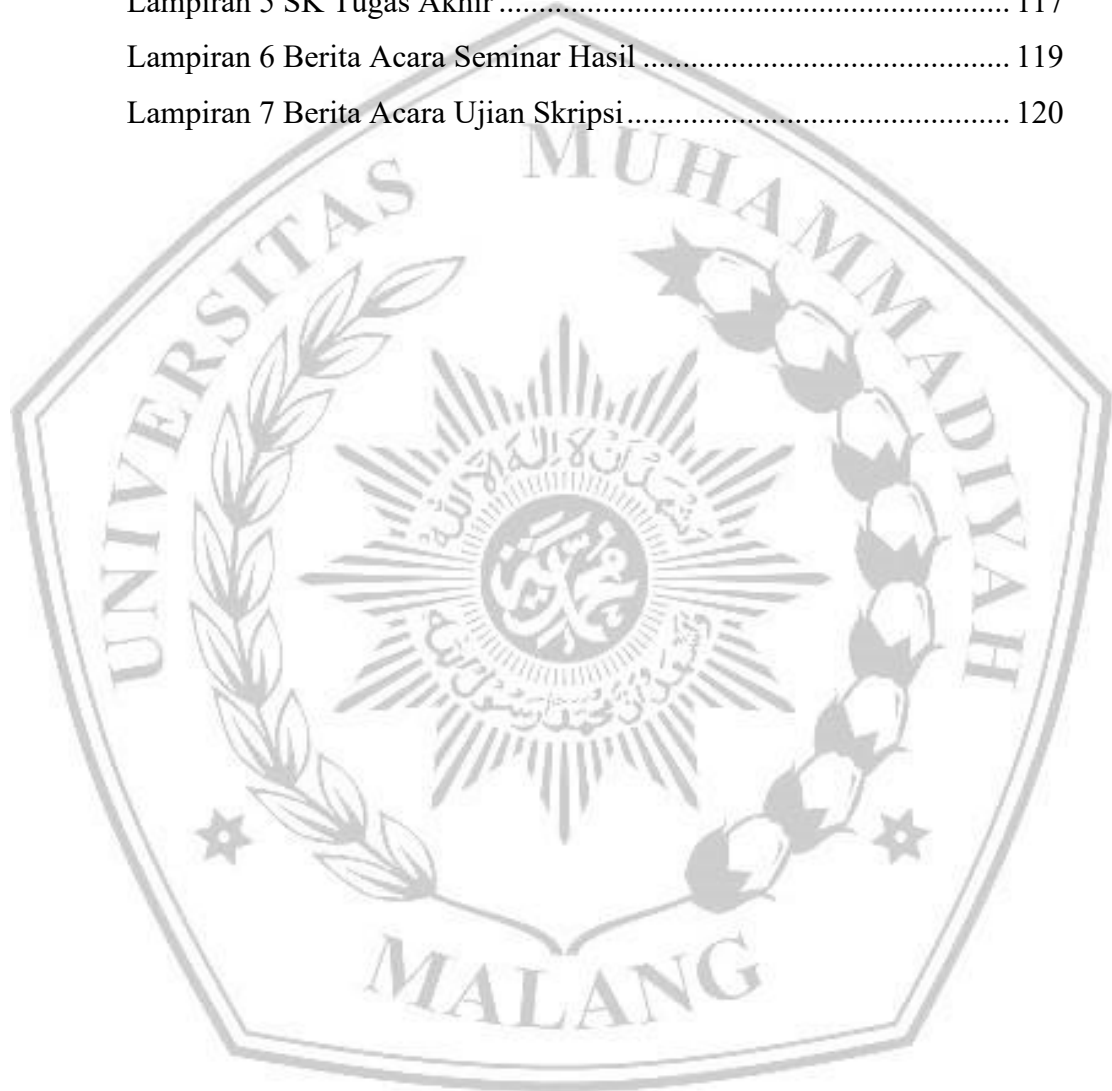 Lampiran 5 SK Tugas Akhir ........................................................... 117
Lampiran 6 Berita Acara Seminar Hasil ........................................... 119
Lampiran 7 Berita Acara Ujian Skripsi ............................................. 120
UNIVERSITAS MUHAMMADIYAH
MALANG